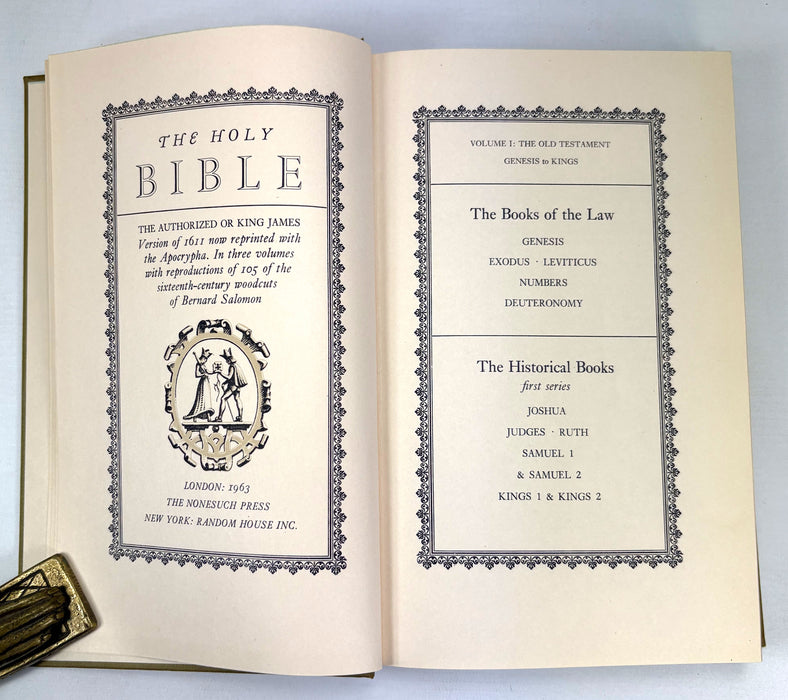 THE HOLY
BIBLE
THE AUTHORIZED OR KING JAMES
Version of 1611 now reprinted with
the Apocrypha. In three volumes
with reproductions of 105 of the
sixteenth-century woodcuts
of Bernard Salomon
LONDON: 1963
THE NONESUCH PRESS
NEW YORK: RANDOM HOUSE INC.
VOLUME I: THE OLD TESTAMENT
GENESIS to KINGS
The Books of the Law
GENESIS
EXODUS · LEVITICUS
NUMBERS
DEUTERONOMY
The Historical Books
first series
JOSHUA
JUDGES · RUTH
SAMUEL 1
& SAMUEL 2
KINGS 1 & KINGS 2